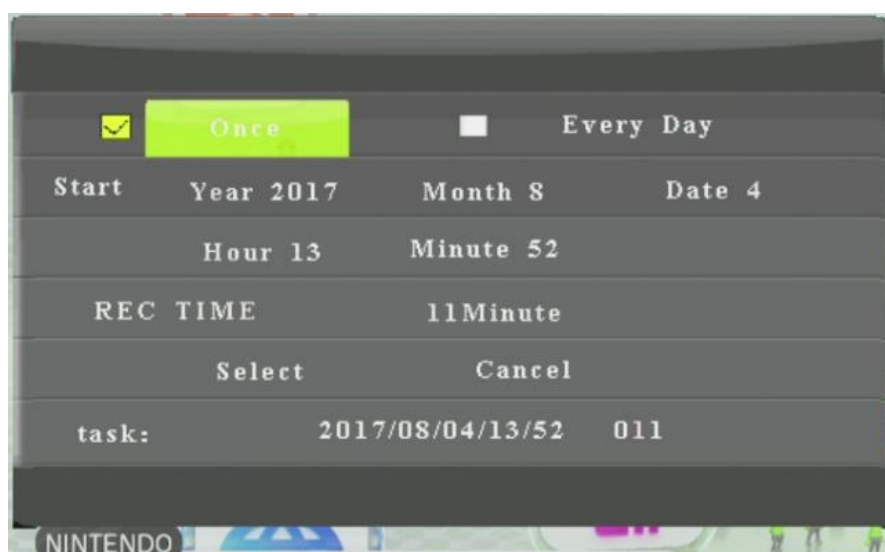 Once Every Day
Start Year 2017 Month 8 Date 4
Hour 13 Minute 52
REC TIME 11Minute
Select Cancel
task: 2017/08/04/13/52 011
NINTENDO